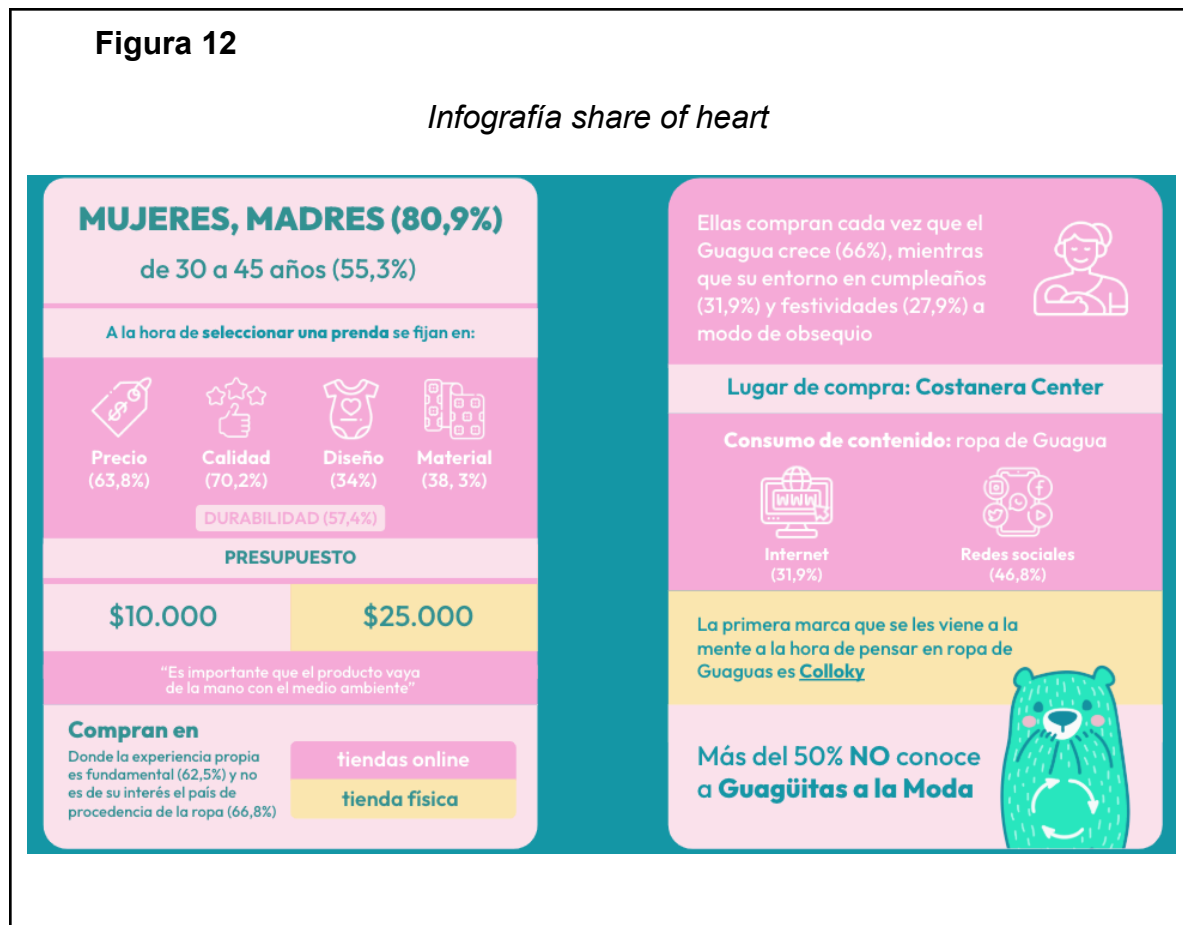 Figura 12
Infografía share of heart
MUJERES, MADRES (80,9%)
de 30 a 45 años (55,3%)
A la hora de seleccionar una prenda se fijan en:
Precio
(63,8%)
Calidad
(70,2%)
Diseño
(34%)
Material
(38, 3%)
DURABILIDAD (57,4%)
PRESUPUESTO
$10.000
$25.000
“Es importante que el producto vaya
de la mano con el medio ambiente”
Compran en
Donde la experiencia propia
es fundamental (62,5%) y no
es de su interés el país de
procedencia de la ropa (66,8%)
tiendas online
tienda física
Ellas compran cada vez que el
Guagua crece (66%), mientras
que su entorno en cumpleaños
(31,9%) y festividades (27,9%) a
modo de obsequio
Lugar de compra: Costanera Center
Consumo de contenido: ropa de Guagua
WWW
Internet
(31,9%)
Redes sociales
(46,8%)
La primera marca que se les viene a la
mente a la hora de pensar en ropa de
Guaguas es Colloky
Más del 50% NO conoce
a Guagüitas a la Moda